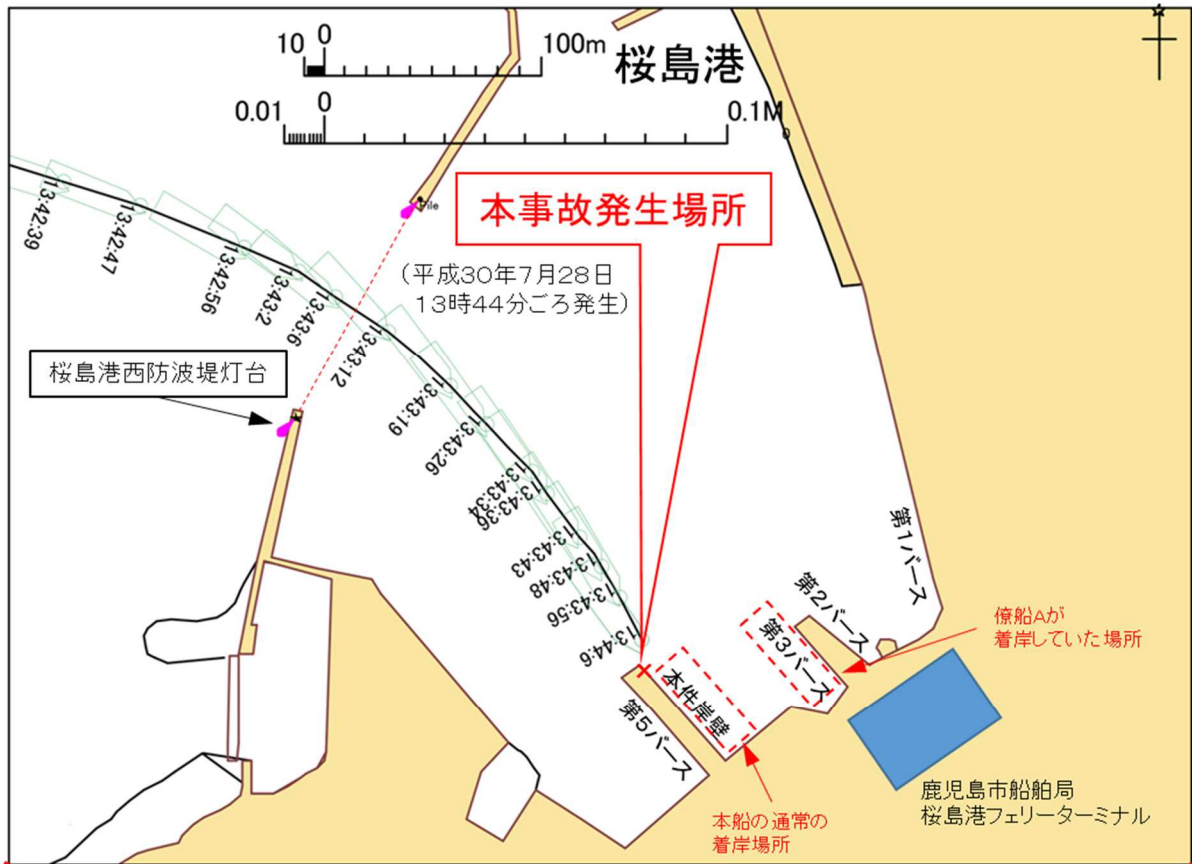 10 0 100m
桜島港
0.01 0 0.1M
0
Pile
本事故発生場所
(平成30年7月28日
13時44分ごろ発生)
桜島港西防波堤灯台
13:42:39
13:42:47
13:42:56
13:43:2
13:43:6
13:43:12
13:43:19
13:43:26
13:43:34
13:43:36
13:43:43
13:43:48
13:43:56
13:44:6
第1バース
第2バース
第3バース
本件岸壁
第5バース
僚船Aが
着岸していた場所
本船の通常の
着岸場所
鹿児島市船舶局
桜島港フェリーターミナル